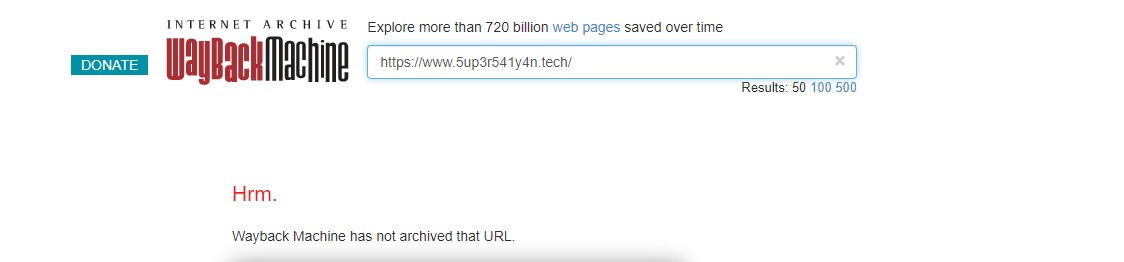 INTERNET ARCHIVE
WayBackMachine
DONATE
Explore more than 720 billion web pages saved over time
https://www.5up3r541y4n.tech/ ×
Results: 50 100 500
Hrm.
Wayback Machine has not archived that URL.